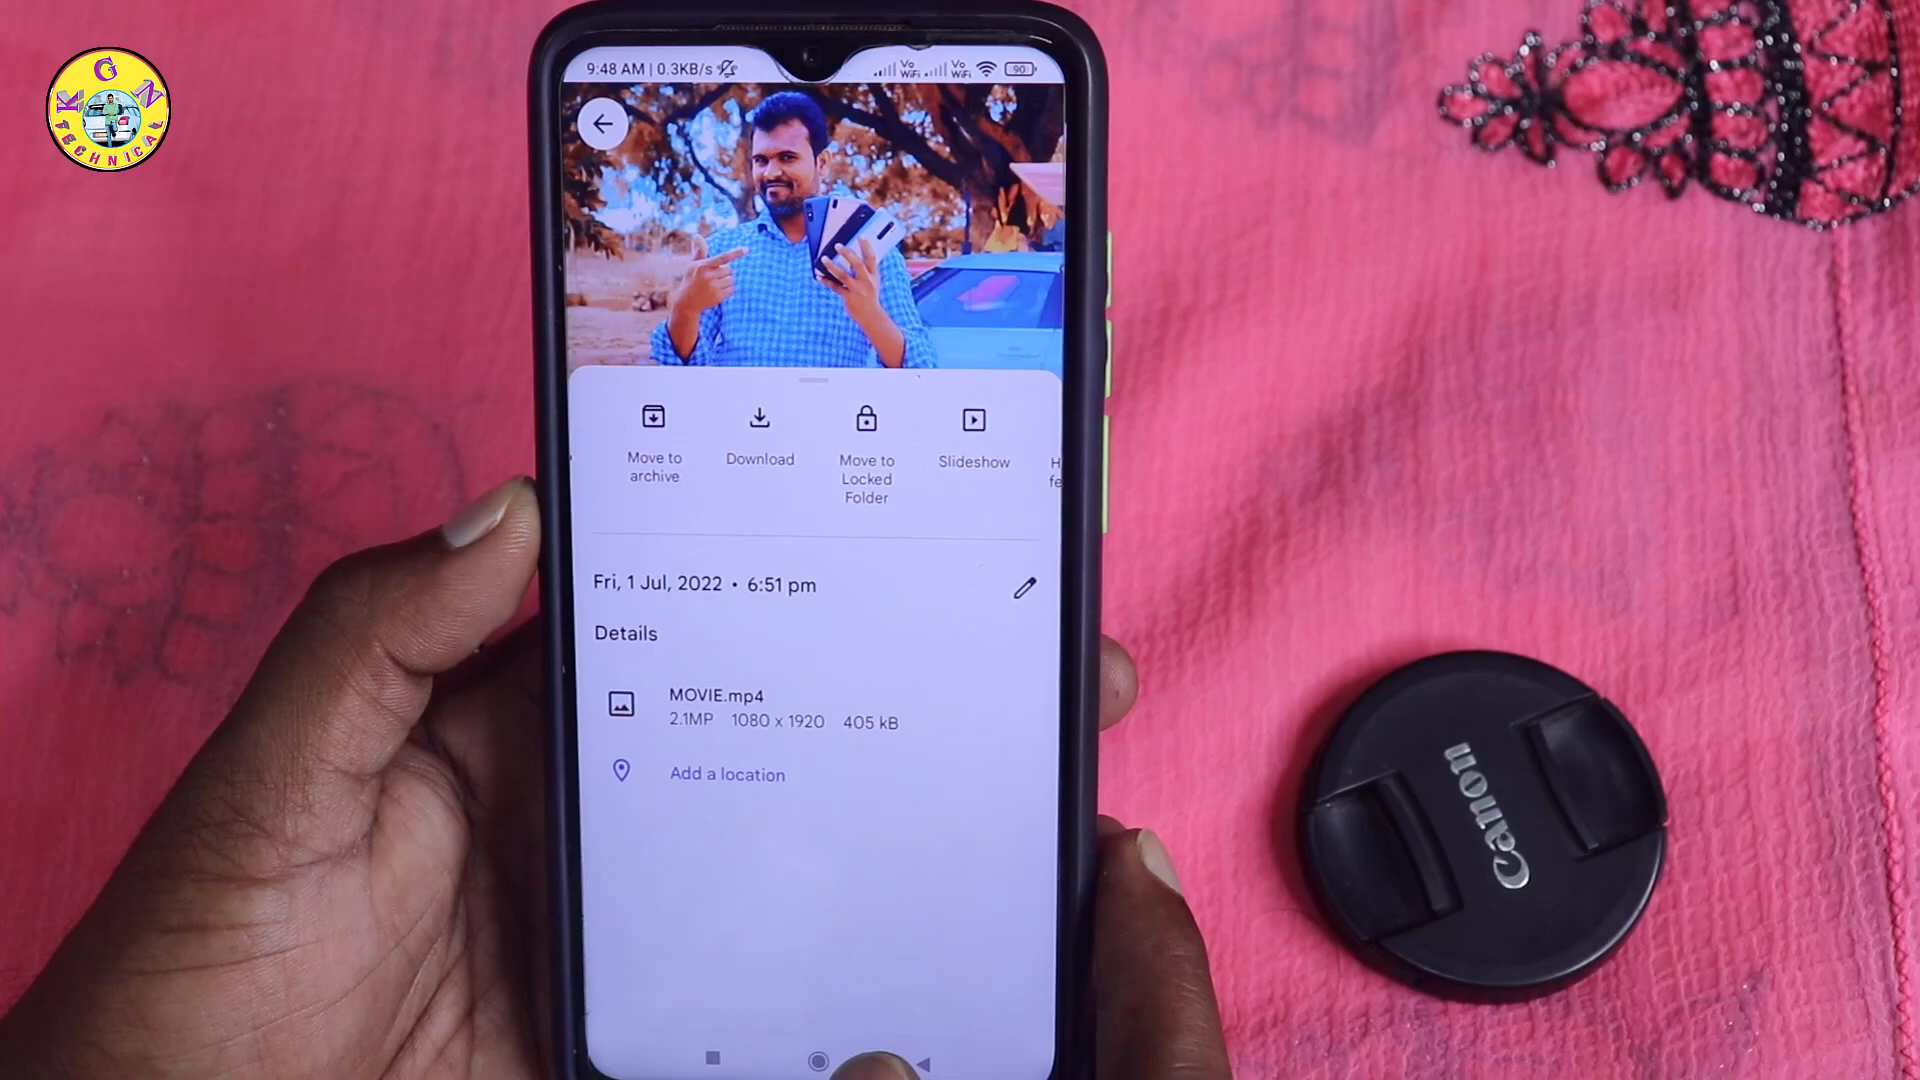 KGN
TECHNICAL
9:48 AM | 0.3KB/s
Vo WiFi Vo WiFi 90
Move to archive
Download
Move to Locked Folder
Slideshow
H
fe
Fri, 1 Jul, 2022 • 6:51 pm
Details
MOVIE.mp4
2.1MP 1080 x 1920 405 kB
Add a location
Canon